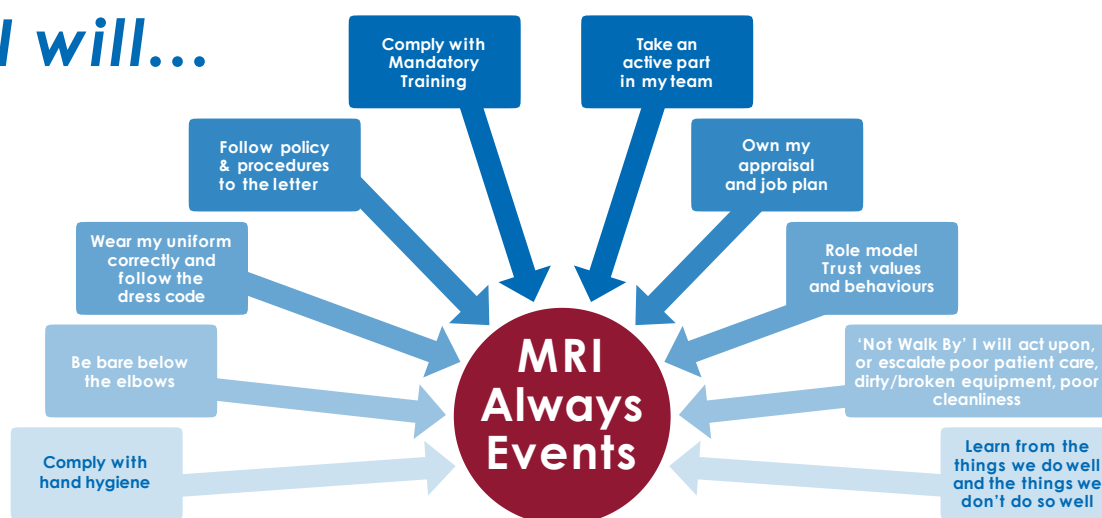 I will...
Comply with
Mandatory
Training
Take an
active part
in my team
Follow policy
& procedures
to the letter
Own my
appraisal
and job plan
Wear my uniform
correctly and
follow the
dress code
Role model
Trust values
and behaviours
Be bare below
the elbows
'Not Walk By' I will act upon,
or escalate poor patient care,
dirty/broken equipment, poor
cleanliness
Comply with
hand hygiene
Learn from the
things we do well
and the things we
don't do so well
MRI
Always
Events